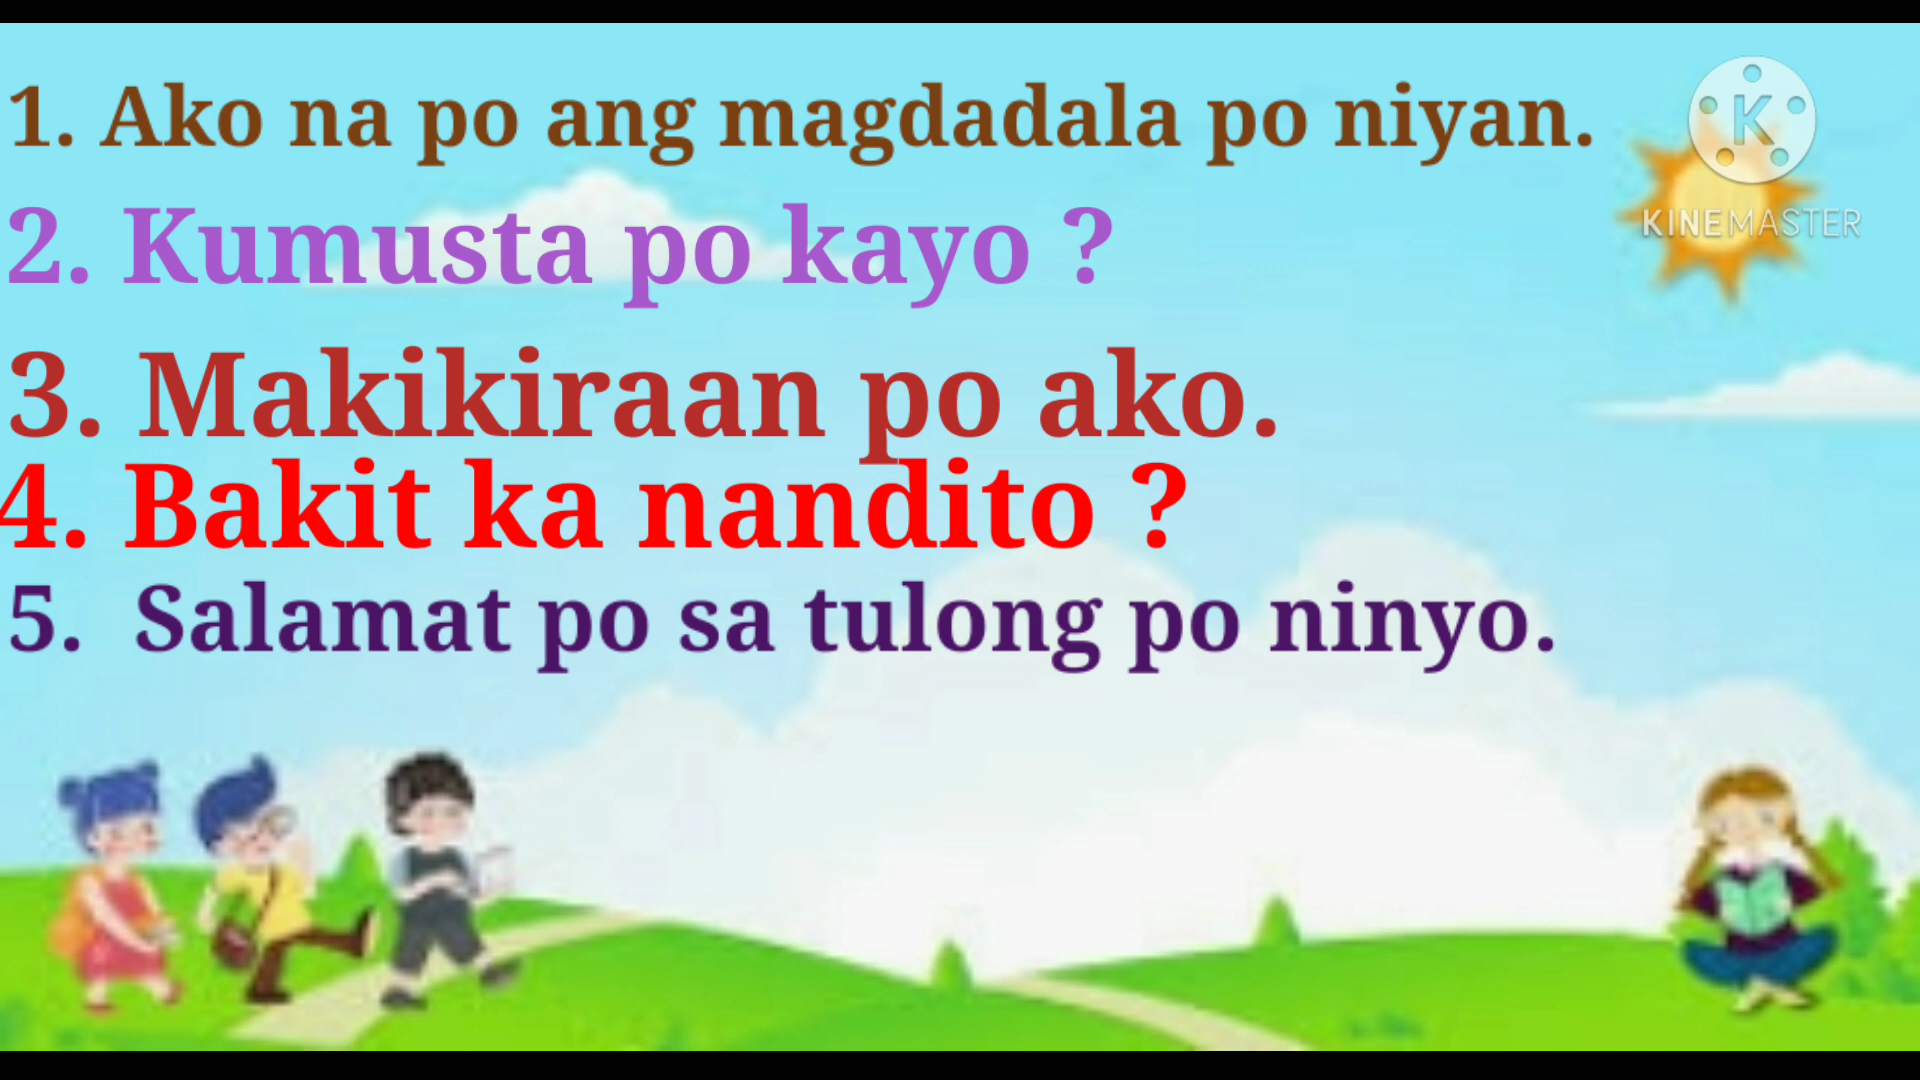 1. Ako na po ang magdadala po niyan.
K
KINEMASTER
2. Kumusta po kayo ?
3. Makikiraan po ako.
4. Bakit ka nandito ?
5. Salamat po sa tulong po ninyo.